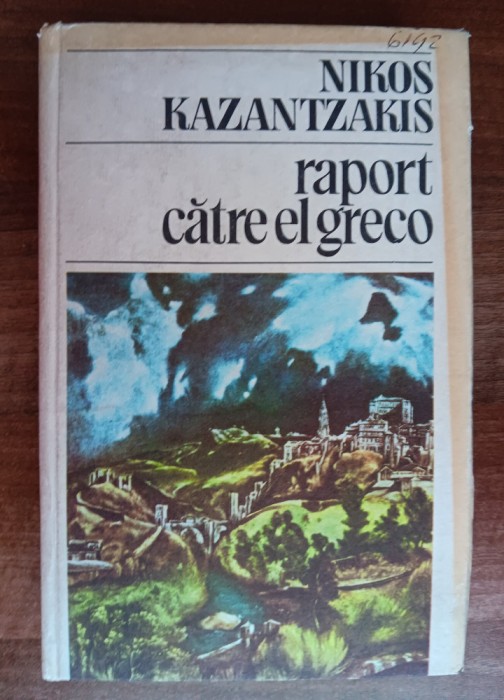 6192
NIKOS
KAZANTZAKIS
raport
către el greco